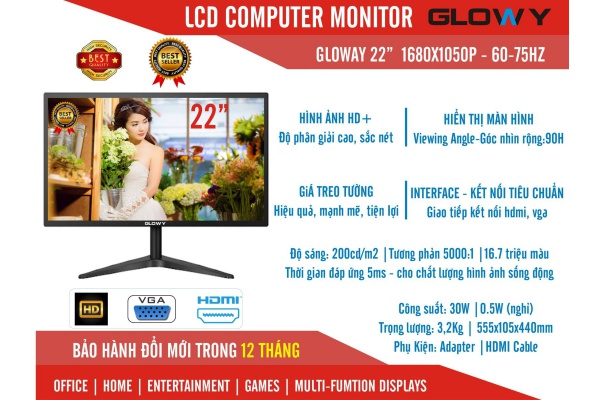 LCD COMPUTER MONITOR GLOWY
GLOWAY 22” 1680X1050P - 60-75HZ
BEST QUALITY
BEST SELLER
BEST
22”
GLOWY
HÌNH ẢNH HD+
Độ phân giải cao, sắc nét
HIỂN THỊ MÀN HÌNH
Viewing Angle-Góc nhìn rộng:90H
GIÁ TREO TƯỜNG
Hiệu quả, mạnh mẽ, tiện lợi
INTERFACE - KẾT NỐI TIÊU CHUẨN
Giao tiếp kết nối hdmi, vga
Độ sáng: 200cd/m2 | Tương phản 5000:1 | 16.7 triệu màu
Thời gian đáp ứng 5ms - cho chất lượng hình ảnh sống động
HD
VGA
HDMI
Công suất: 30W | 0.5W (nghỉ)
Trọng lượng: 3,2Kg | 555x105x440mm
Phụ Kiện: Adapter | HDMI Cable
BẢO HÀNH ĐỔI MỚI TRONG 12 THÁNG
OFFICE | HOME | ENTERTAINMENT | GAMES | MULTI-FUMTION DISPLAYS